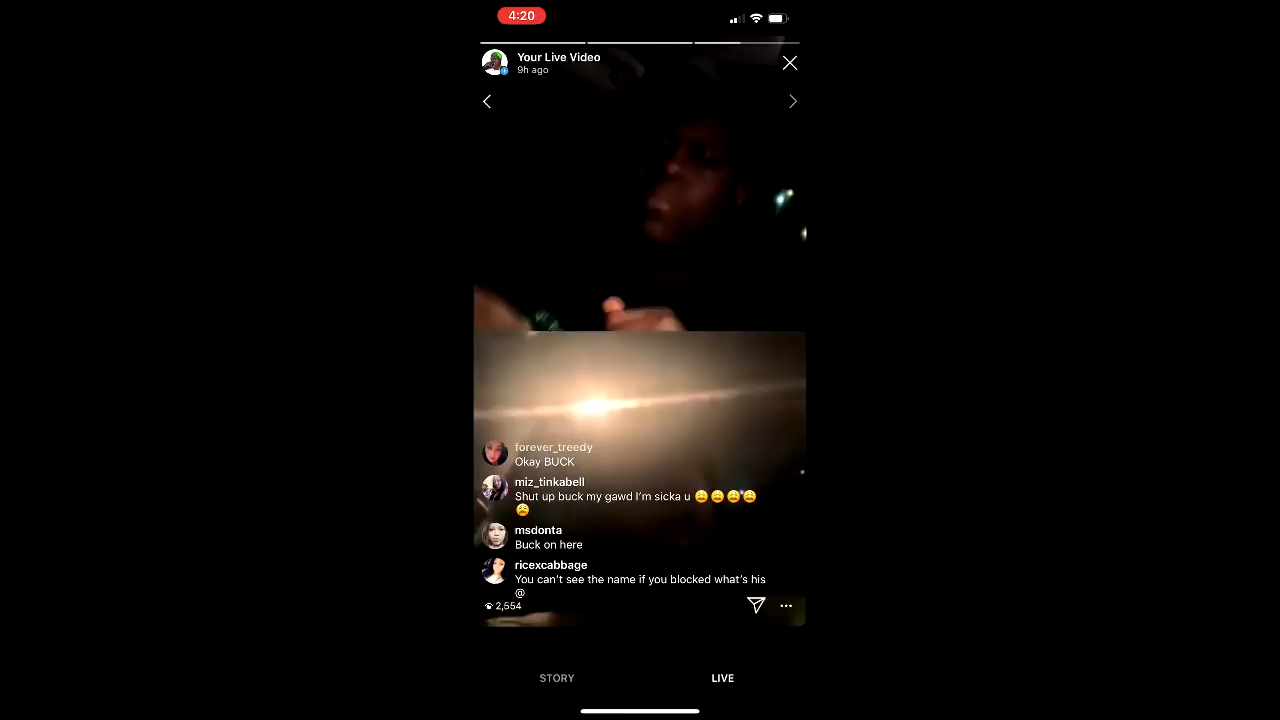 4:20
Your Live Video
9h ago
forever_treedy
Okay BUCK
miz_tinkabell
Shut up buck my gawd I'm sicka u 😩😩😩😩
😩
msdonta
Buck on here
ricexcabbage
You can't see the name if you blocked what's his
@
2,554
STORY
LIVE